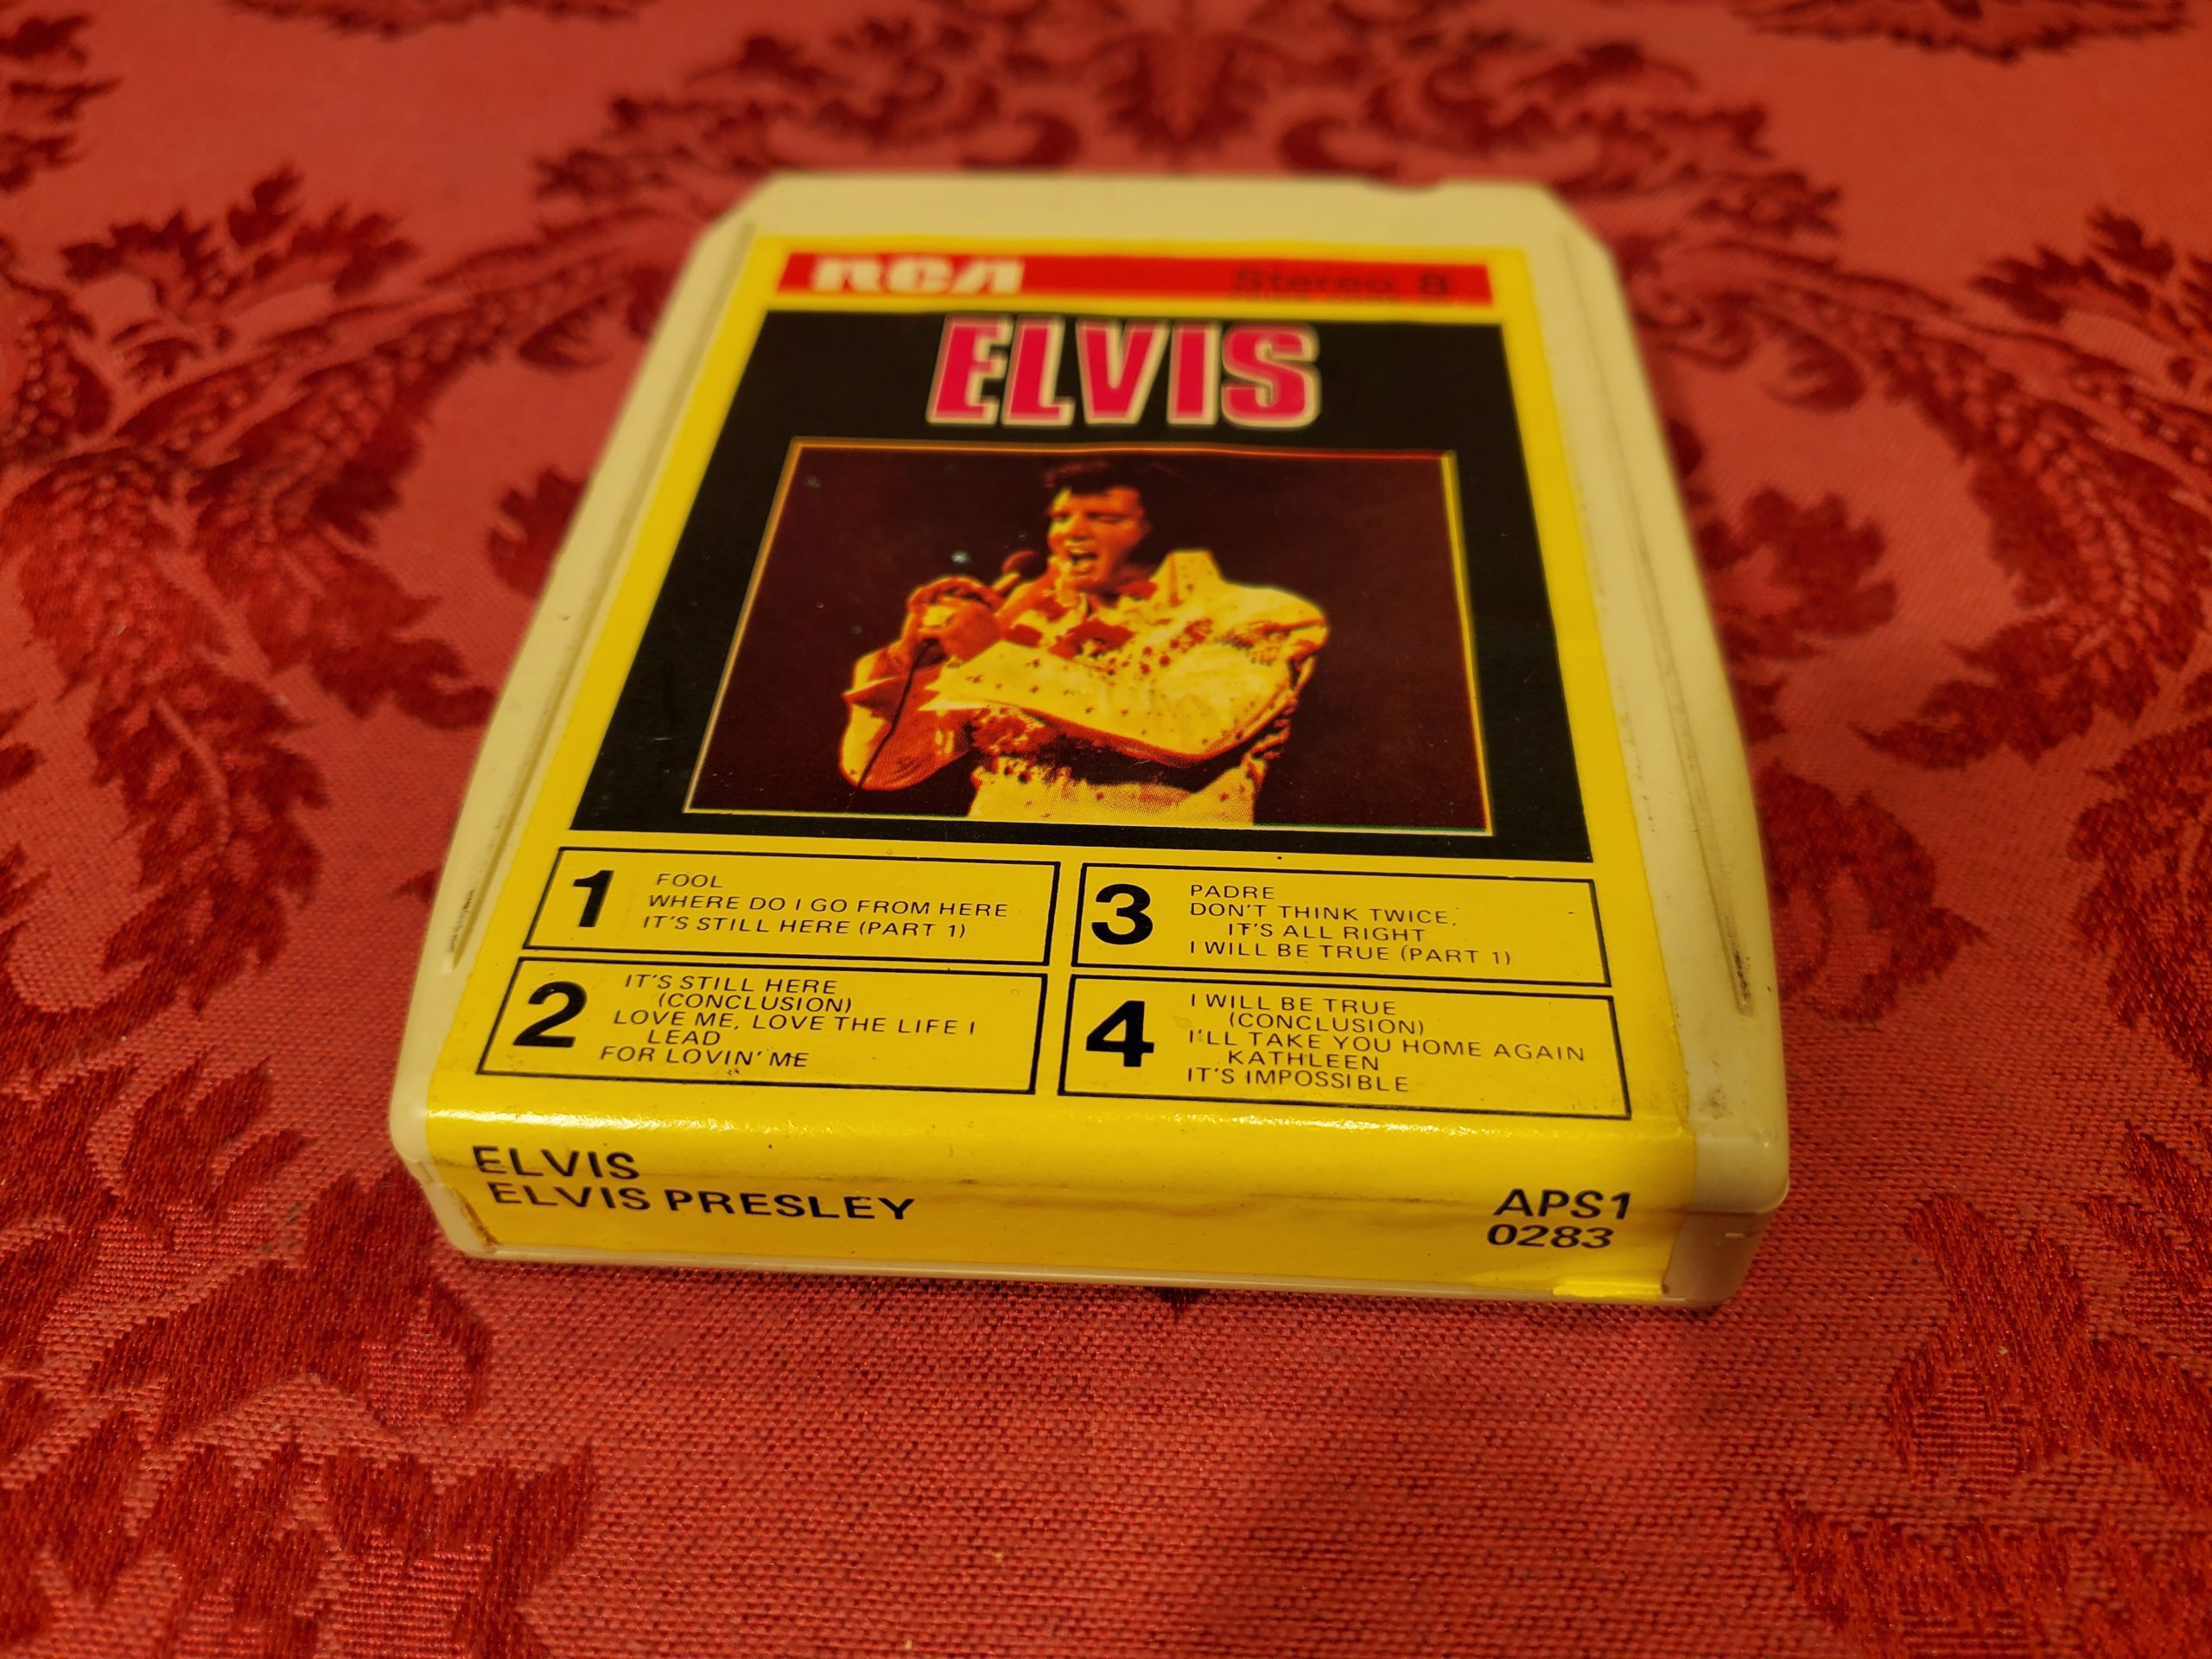 RCA Stereo 8
ELVIS
1
FOOL
WHERE DO I GO FROM HERE
IT'S STILL HERE (PART 1)
2
IT'S STILL HERE
(CONCLUSION)
LOVE ME, LOVE THE LIFE I
LEAD
FOR LOVIN' ME
3
PADRE
DON'T THINK TWICE,
IT'S ALL RIGHT
I WILL BE TRUE (PART 1)
4
I WILL BE TRUE
(CONCLUSION)
I'LL TAKE YOU HOME AGAIN
KATHLEEN
IT'S IMPOSSIBLE
ELVIS
ELVIS PRESLEY
APS1
0283